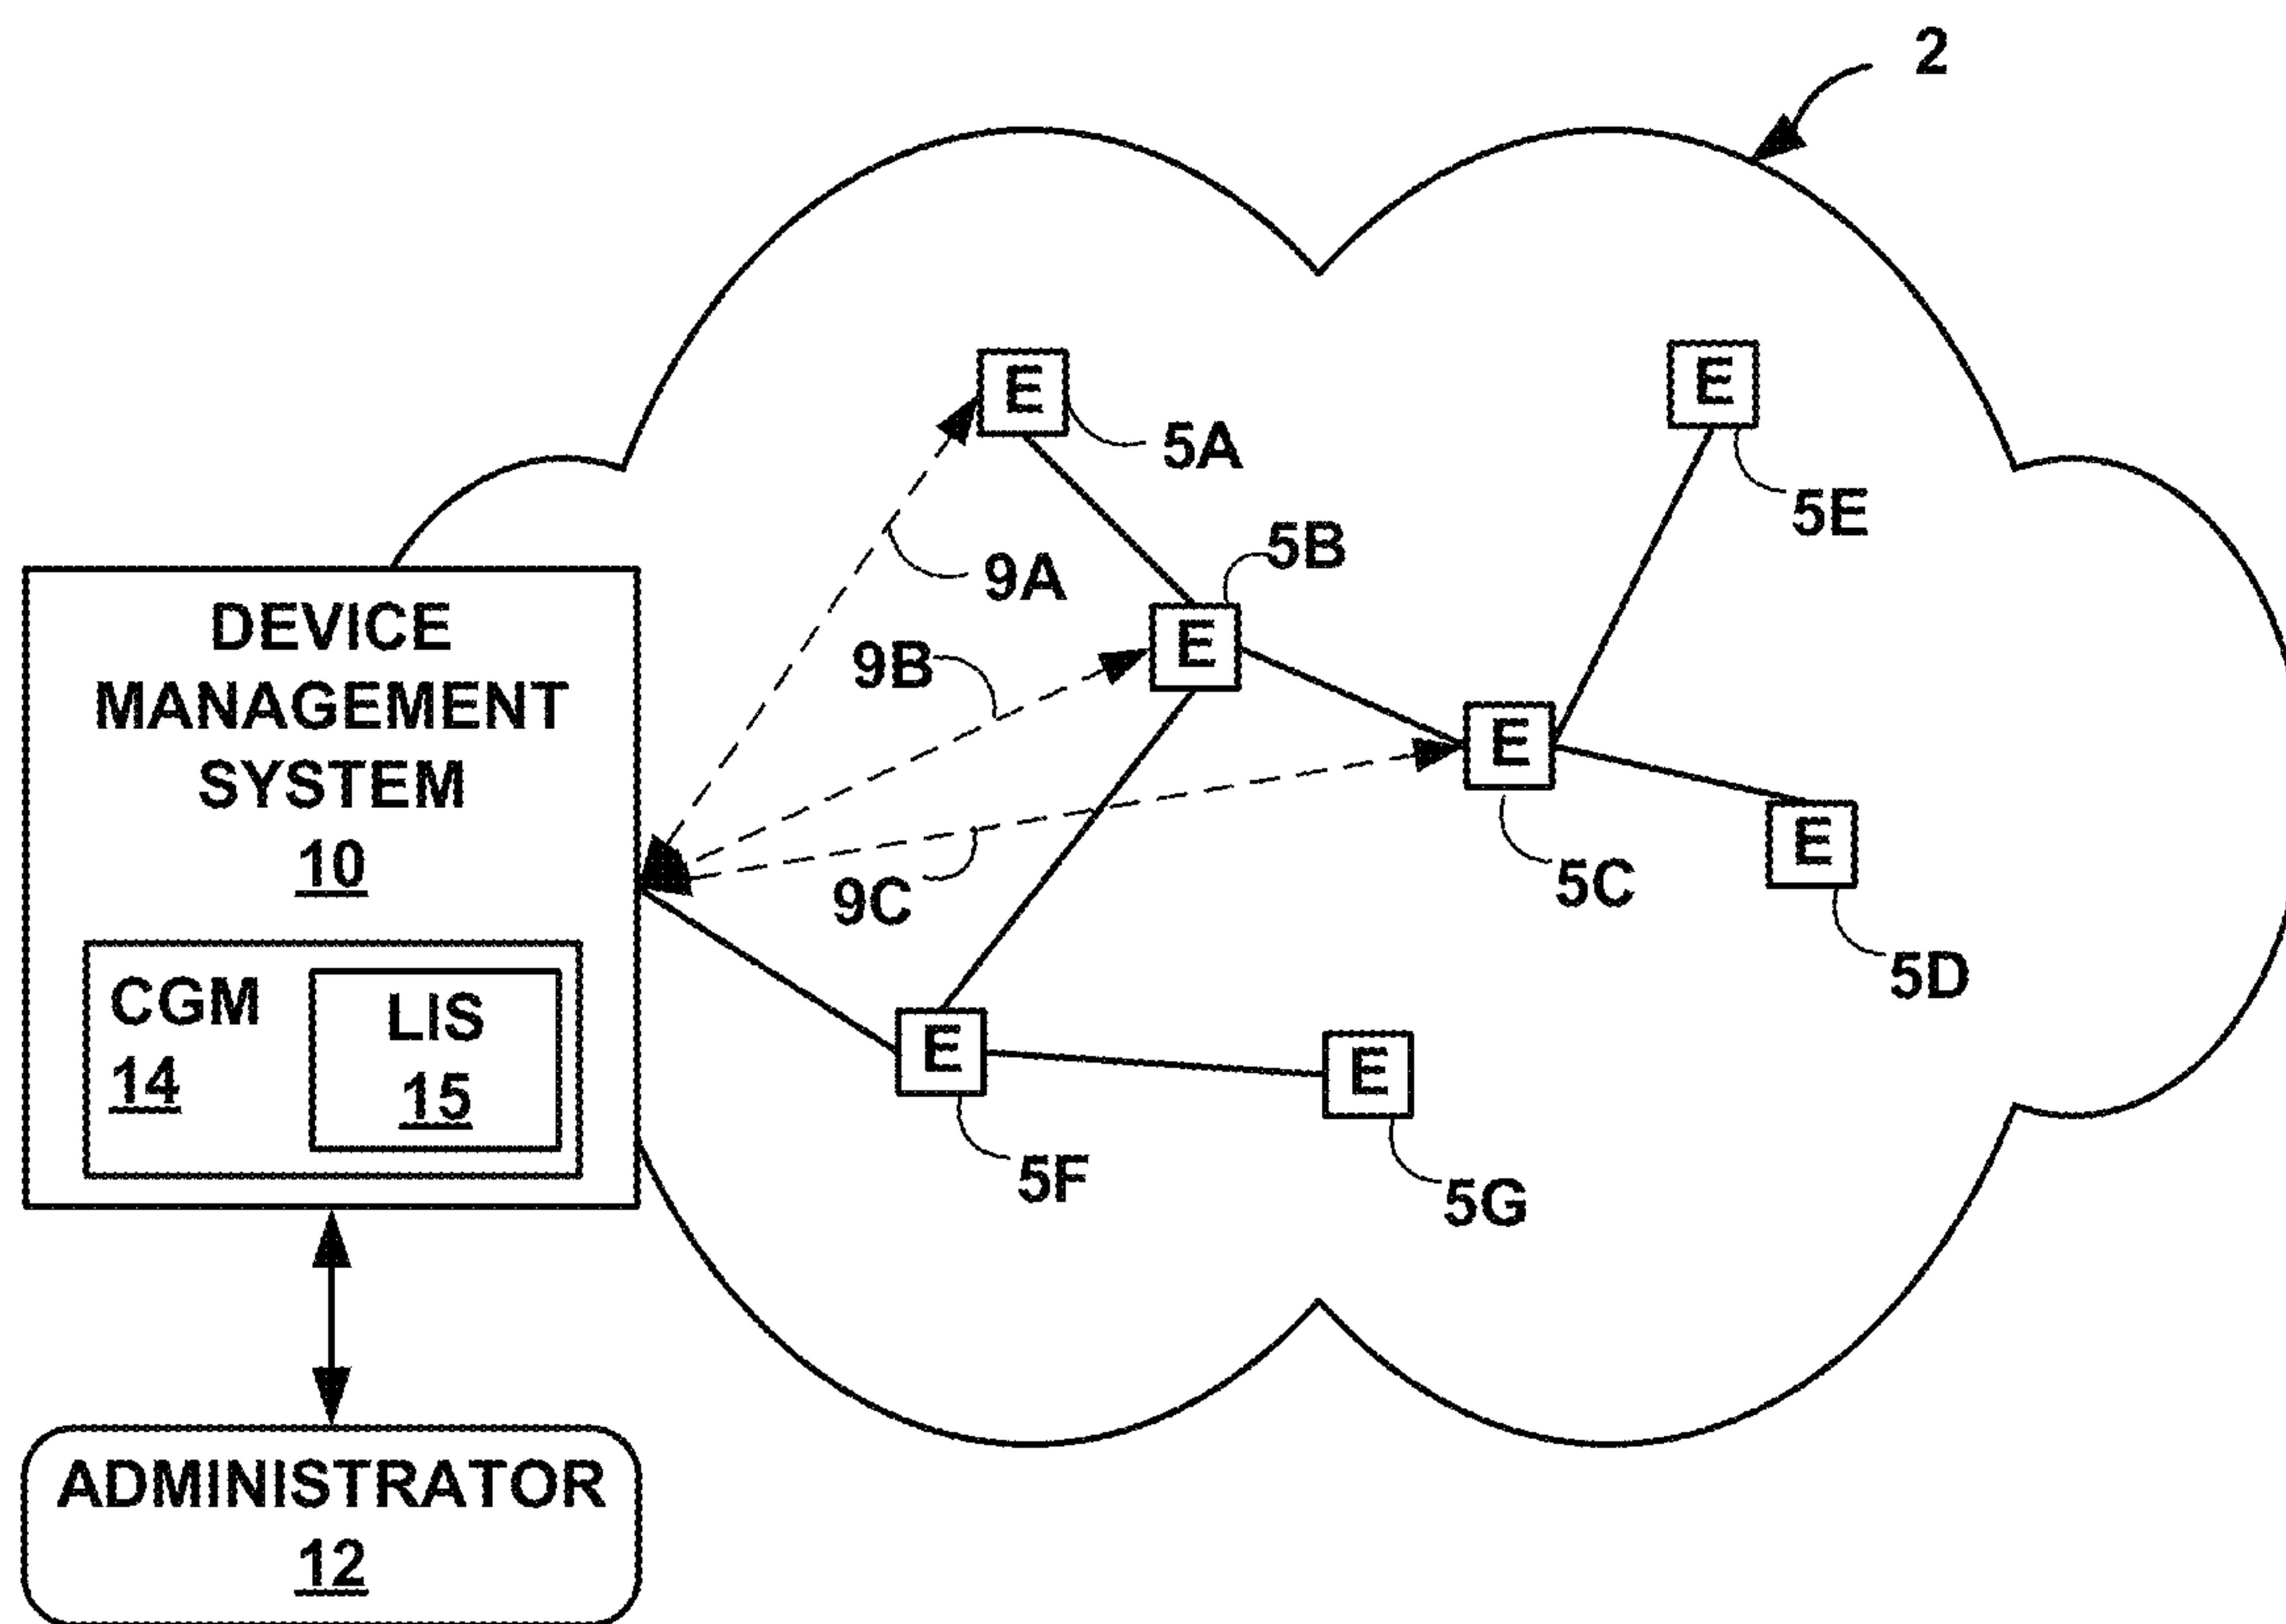 2
E
5A
E
5E
9A
5B
E
9B
E
5C
E
5D
9C
E
5F
E
5G
DEVICE
MANAGEMENT
SYSTEM
10
CGM
14
LIS
15
ADMINISTRATOR
12